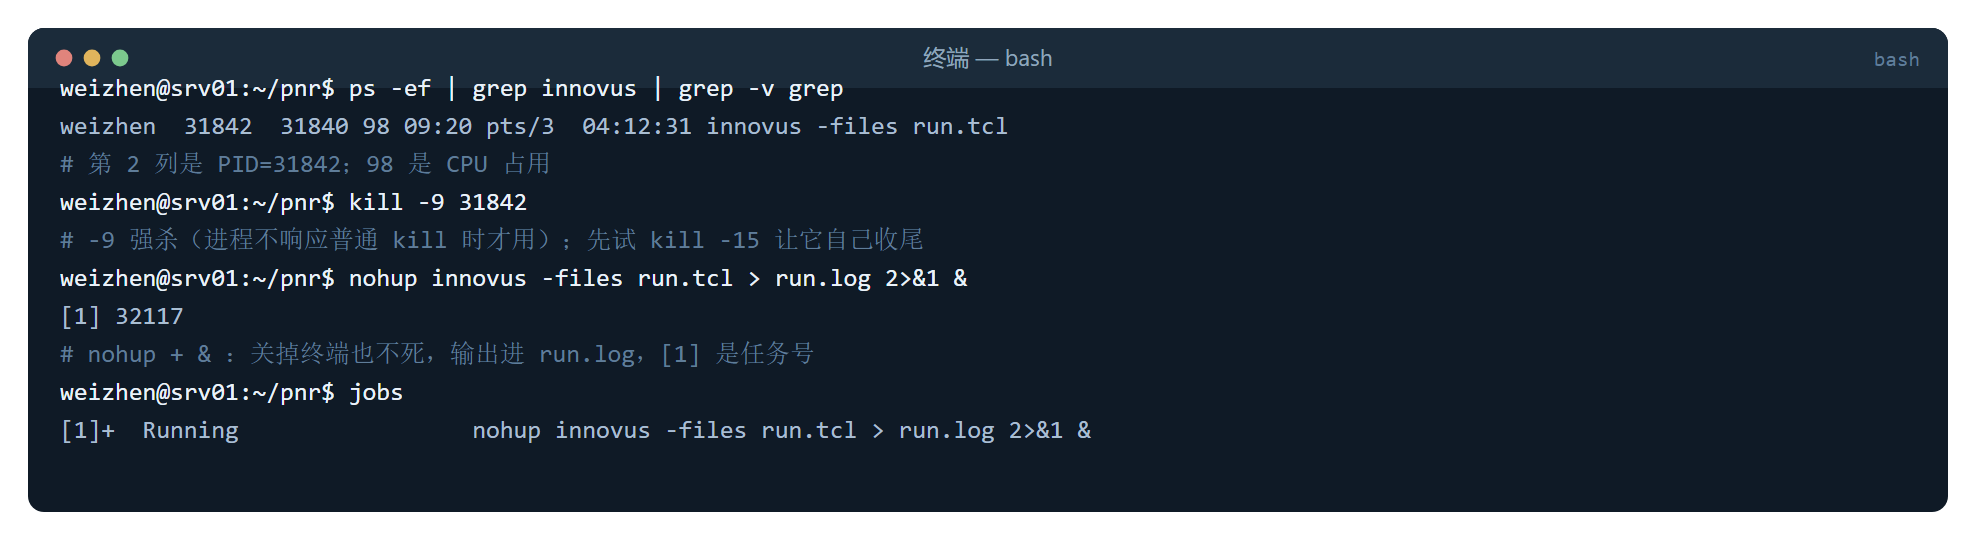 终端 — bash
bash
weizhen@srv01:~/pnr$ ps -ef | grep innovus | grep -v grep
weizhen  31842  31840 98 09:20 pts/3  04:12:31 innovus -files run.tcl
# 第 2 列是 PID=31842；98 是 CPU 占用
weizhen@srv01:~/pnr$ kill -9 31842
# -9 强杀（进程不响应普通 kill 时才用）；先试 kill -15 让它自己收尾
weizhen@srv01:~/pnr$ nohup innovus -files run.tcl > run.log 2>&1 &
[1] 32117
# nohup + & ：关掉终端也不死，输出进 run.log，[1] 是任务号
weizhen@srv01:~/pnr$ jobs
[1]+  Running                 nohup innovus -files run.tcl > run.log 2>&1 &